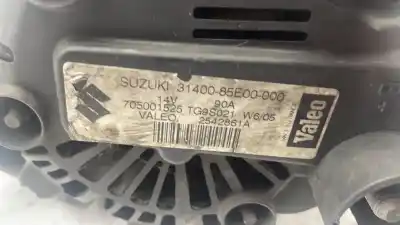 SUZUKI 31400-85E00-000
14V 90A
705001525 TG9S021 W6/05
VALEO 2542861A
Valeo